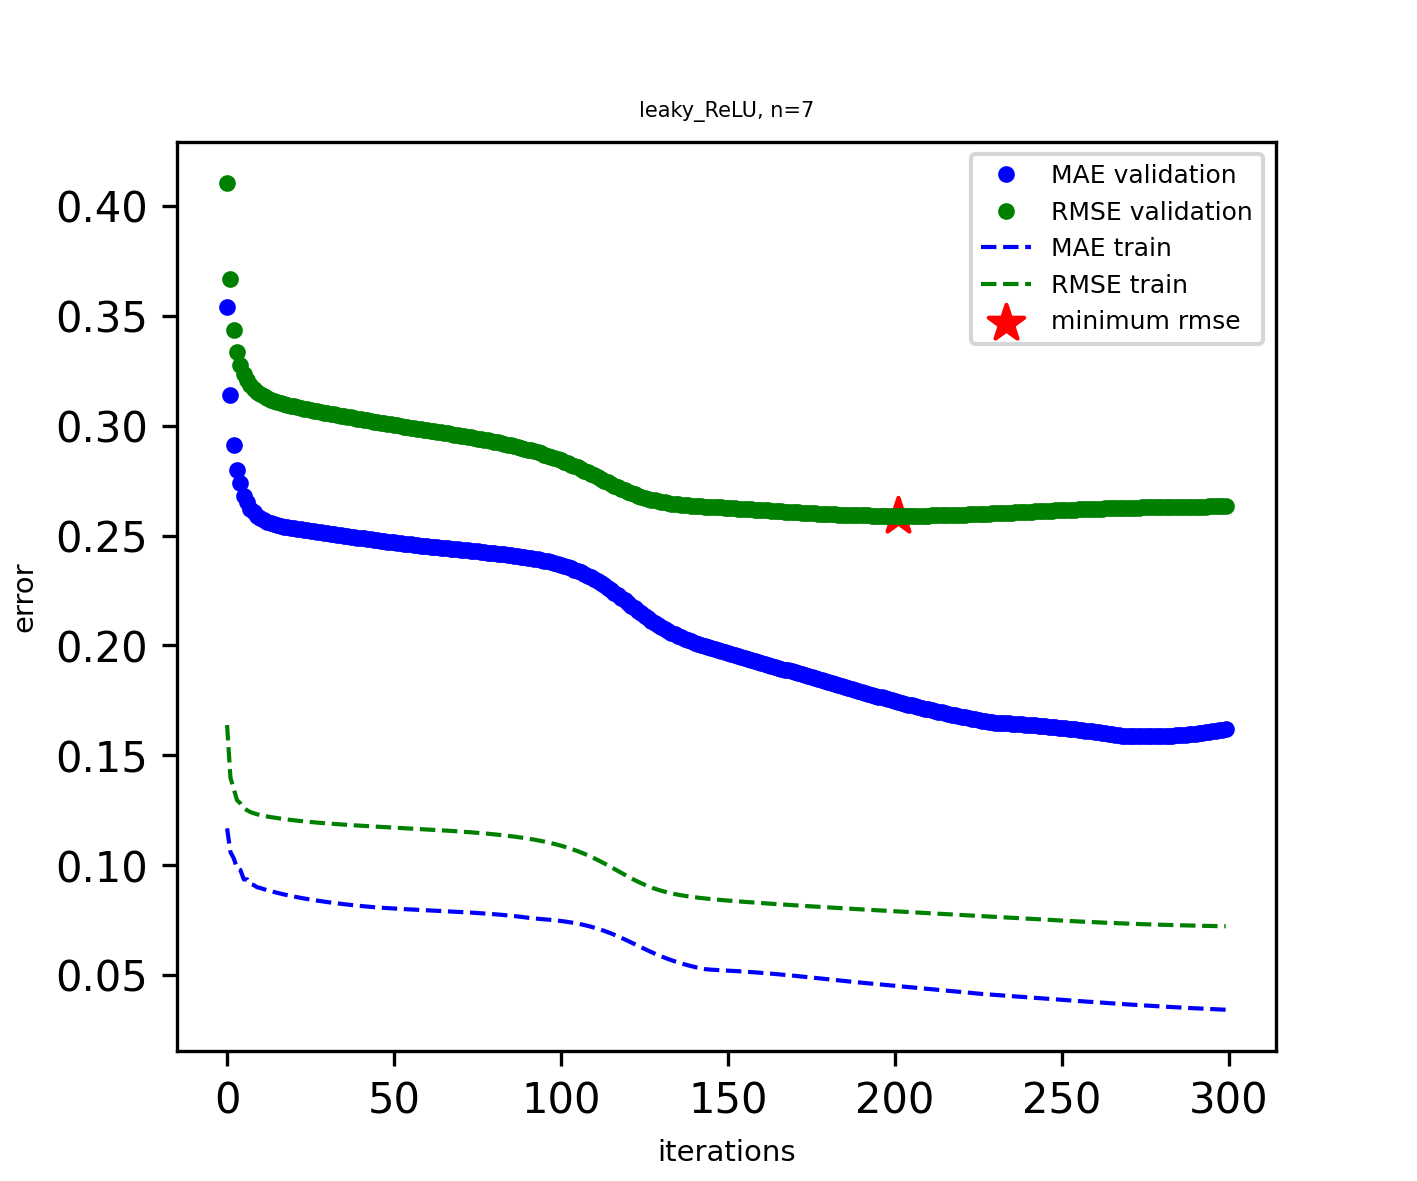 leaky_ReLU, n=7
MAE validation
RMSE validation
MAE train
RMSE train
minimum rmse
error
0.40
0.35
0.30
0.25
0.20
0.15
0.10
0.05
0 50 100 150 200 250 300
iterations